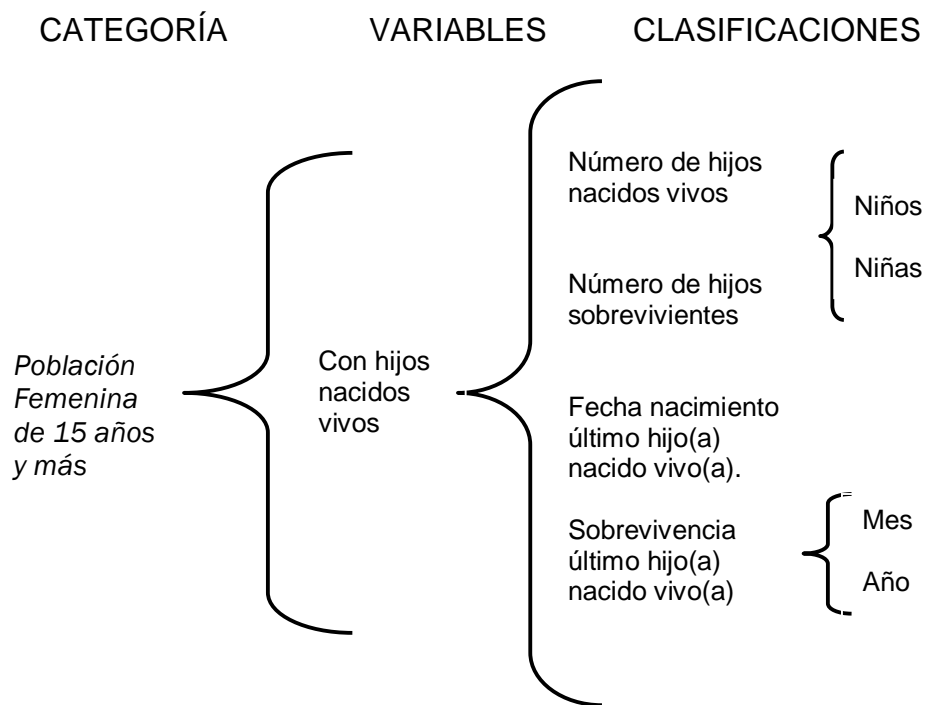 CATEGORÍA VARIABLES CLASIFICACIONES
Población
Femenina
de 15 años
y más
Con hijos
nacidos
vivos
Número de hijos
nacidos vivos
Número de hijos
sobrevivientes
Niños
Niñas
Fecha nacimiento
último hijo(a)
nacido vivo(a).
Sobrevivencia
último hijo(a)
nacido vivo(a)
Mes
Año